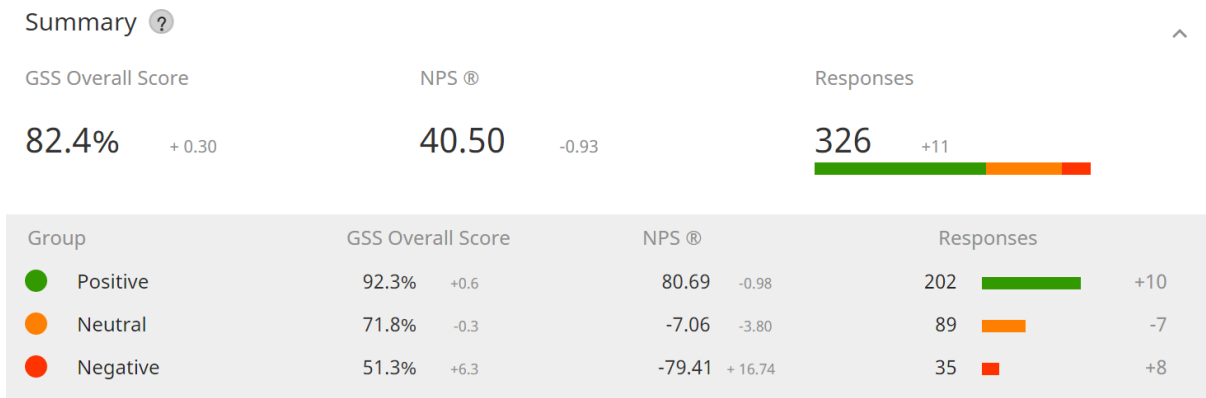 Summary ?
GSS Overall Score NPS ® Responses
82.4% + 0.30 40.50 -0.93 326 +11
Group GSS Overall Score NPS ® Responses
Positive 92.3% +0.6 80.69 -0.98 202 +10
Neutral 71.8% -0.3 -7.06 -3.80 89 -7
Negative 51.3% +6.3 -79.41 + 16.74 35 +8